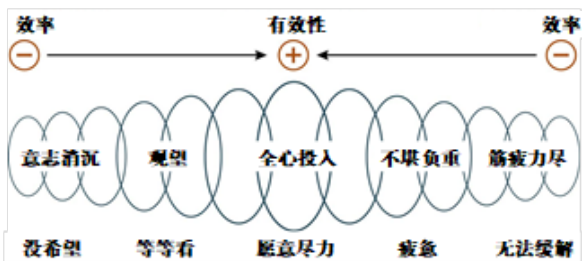 效率 有效性 效率
意志消沉 观望 全心投入 不堪负重 筋疲力尽
没希望 等等看 愿意尽力 疲惫 无法缓解